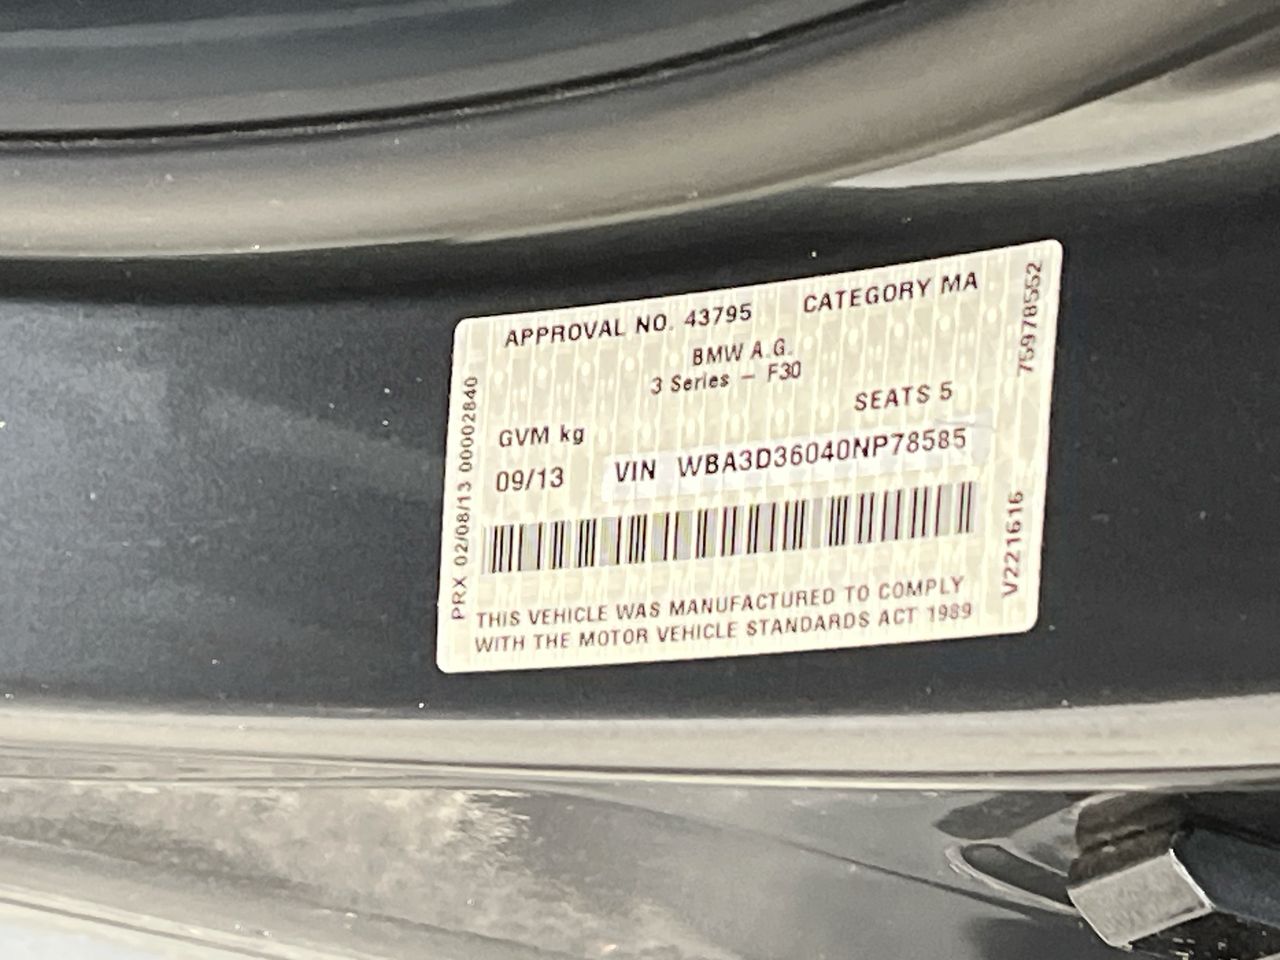 APPROVAL NO. 43795 CATEGORY MA
BMW A.G.
3 Series – F30
SEATS 5
GVM kg
09/13 VIN WBA3D36040NP78585
THIS VEHICLE WAS MANUFACTURED TO COMPLY
WITH THE MOTOR VEHICLE STANDARDS ACT 1989
PRX 02/08/13 00002840
75978552
V221616